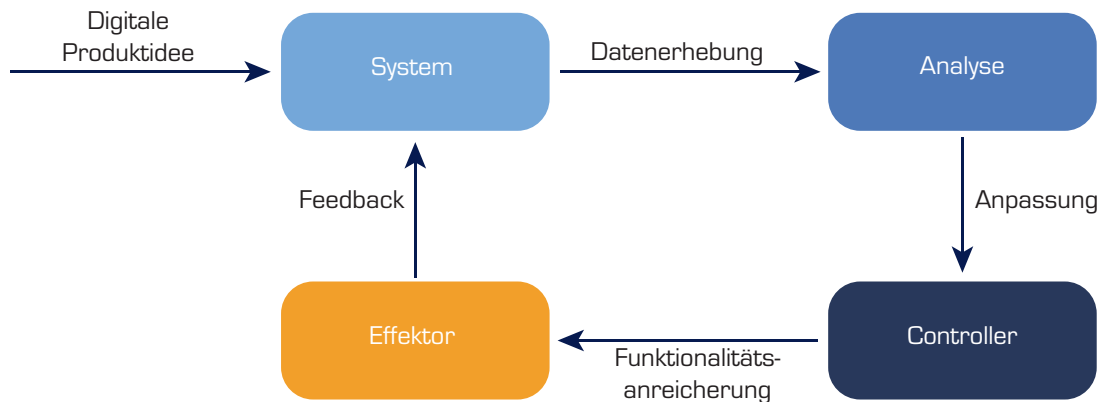 Digitale
Produktidee
System
Datenerhebung
Analyse
Feedback
Anpassung
Effektor
Funktionalitäts-
anreicherung
Controller